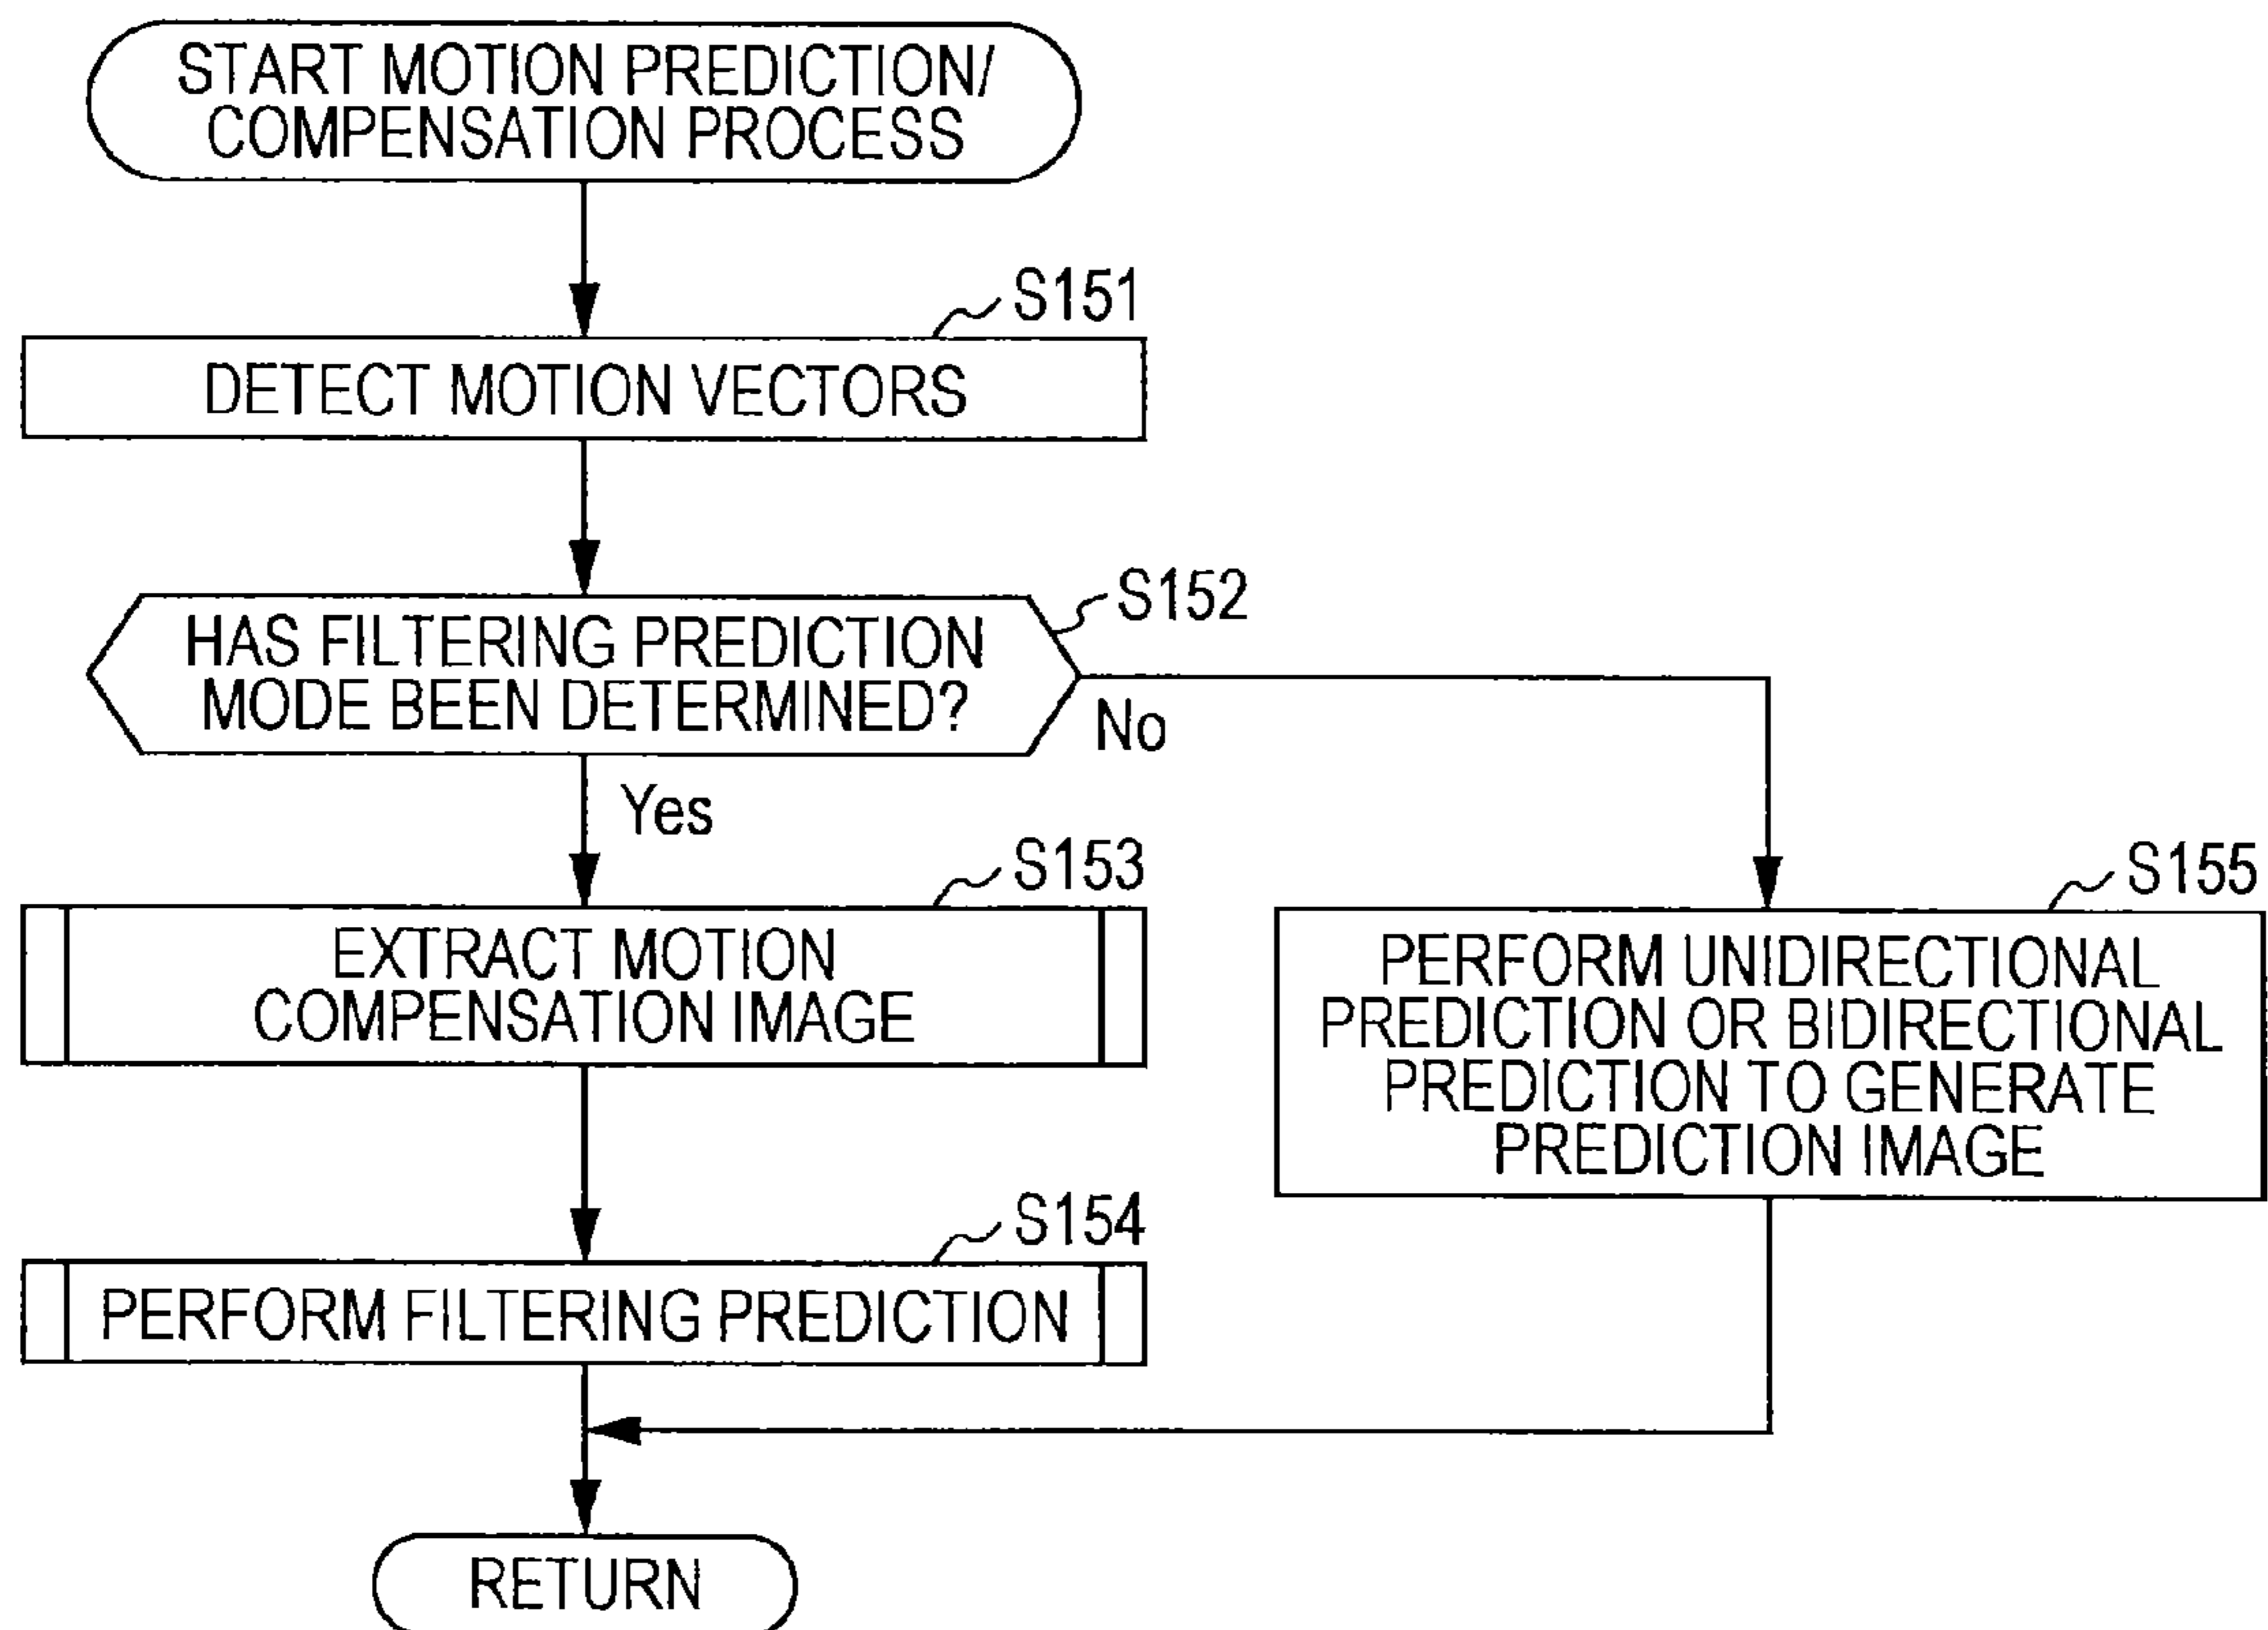 START MOTION PREDICTION/
COMPENSATION PROCESS
S151
DETECT MOTION VECTORS
S152
HAS FILTERING PREDICTION
MODE BEEN DETERMINED?
No
Yes
S153
EXTRACT MOTION
COMPENSATION IMAGE
S155
PERFORM UNIDIRECTIONAL
PREDICTION OR BIDIRECTIONAL
PREDICTION TO GENERATE
PREDICTION IMAGE
S154
PERFORM FILTERING PREDICTION
RETURN